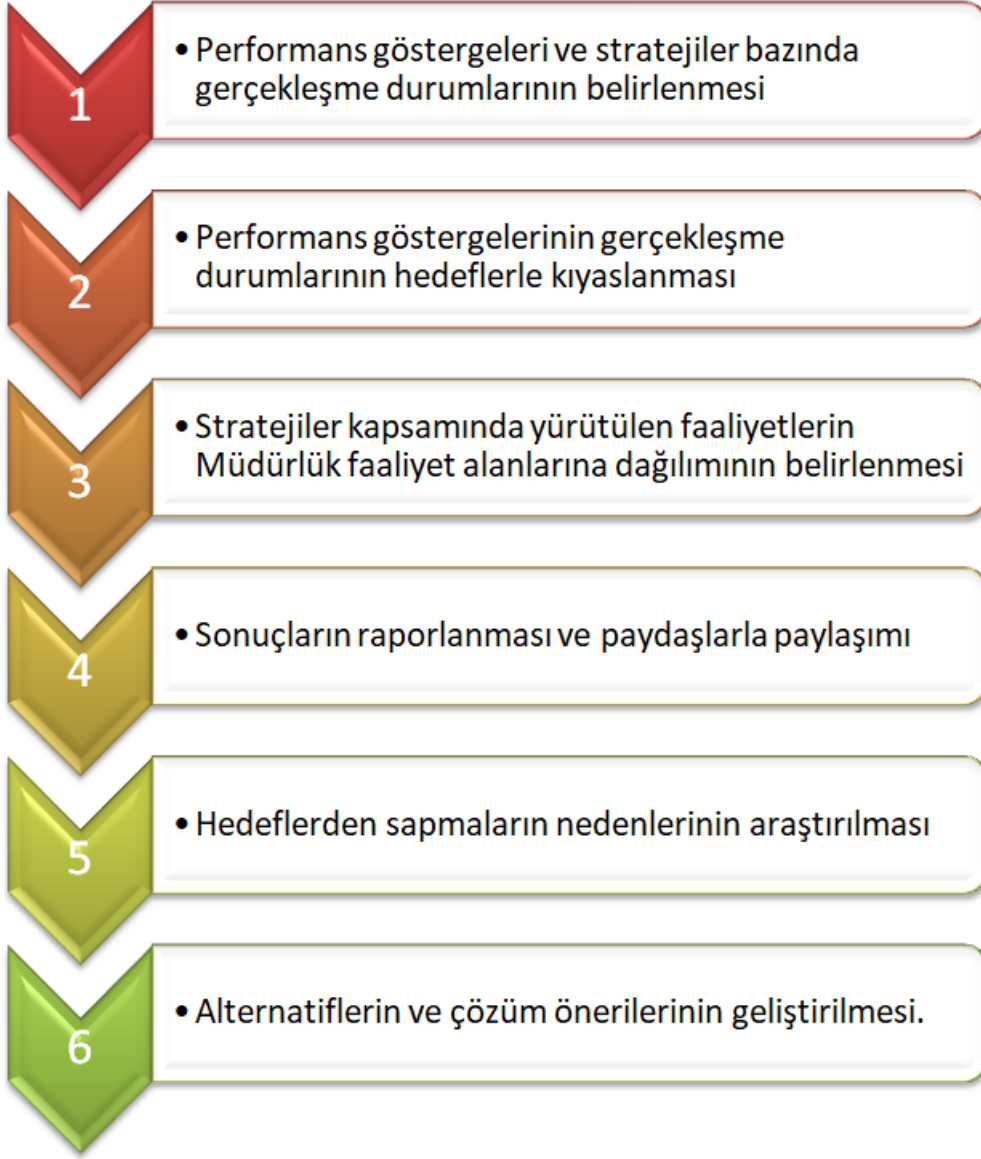 1
• Performans göstergeleri ve stratejiler bazında
gerçekleşme durumlarının belirlenmesi
2
• Performans göstergelerinin gerçekleşme
durumlarının hedeflerle kıyaslanması
3
• Stratejiler kapsamında yürütülen faaliyetlerin
Müdürlük faaliyet alanlarına dağılımının belirlenmesi
4
• Sonuçların raporlanması ve paydaşlarla paylaşımı
5
• Hedeflerden sapmaların nedenlerinin araştırılması
6
• Alternatiflerin ve çözüm önerilerinin geliştirilmesi.